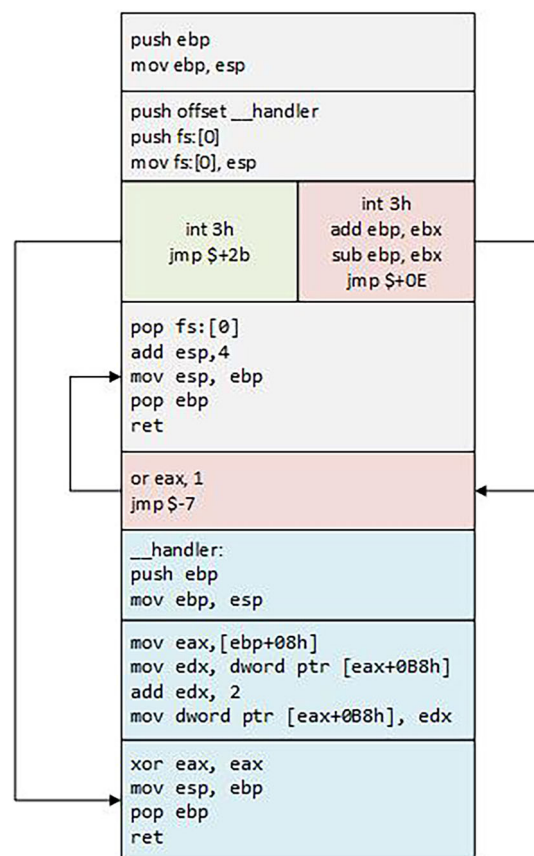 push ebp
mov ebp, esp
push offset __handler
push fs:[0]
mov fs:[0], esp
int 3h
jmp $+2b
int 3h
add ebp, ebx
sub ebp, ebx
jmp $+0E
pop fs:[0]
add esp,4
mov esp, ebp
pop ebp
ret
or eax, 1
jmp $-7
__handler:
push ebp
mov ebp, esp
mov eax,[ebp+08h]
mov edx, dword ptr [eax+0B8h]
add edx, 2
mov dword ptr [eax+0B8h], edx
xor eax, eax
mov esp, ebp
pop ebp
ret